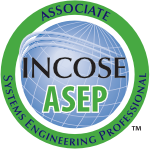 ASSOCIATE
INCOSE
ASEP
SYSTEMS ENGINEERING PROFESSIONAL
TM